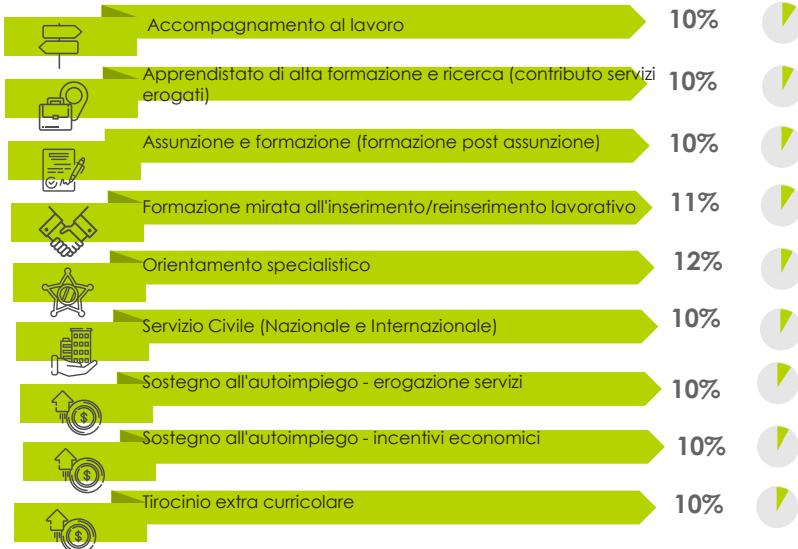 Accompagnamento al lavoro
10%
Apprendistato di alta formazione e ricerca (contributo servizi
erogati)
10%
Assunzione e formazione (formazione post assunzione)
10%
Formazione mirata all'inserimento/reinserimento lavorativo
11%
Orientamento specialistico
12%
Servizio Civile (Nazionale e Internazionale)
10%
Sostegno all'autoimpiego - erogazione servizi
10%
Sostegno all'autoimpiego - incentivi economici
10%
Tirocinio extra curricolare
10%